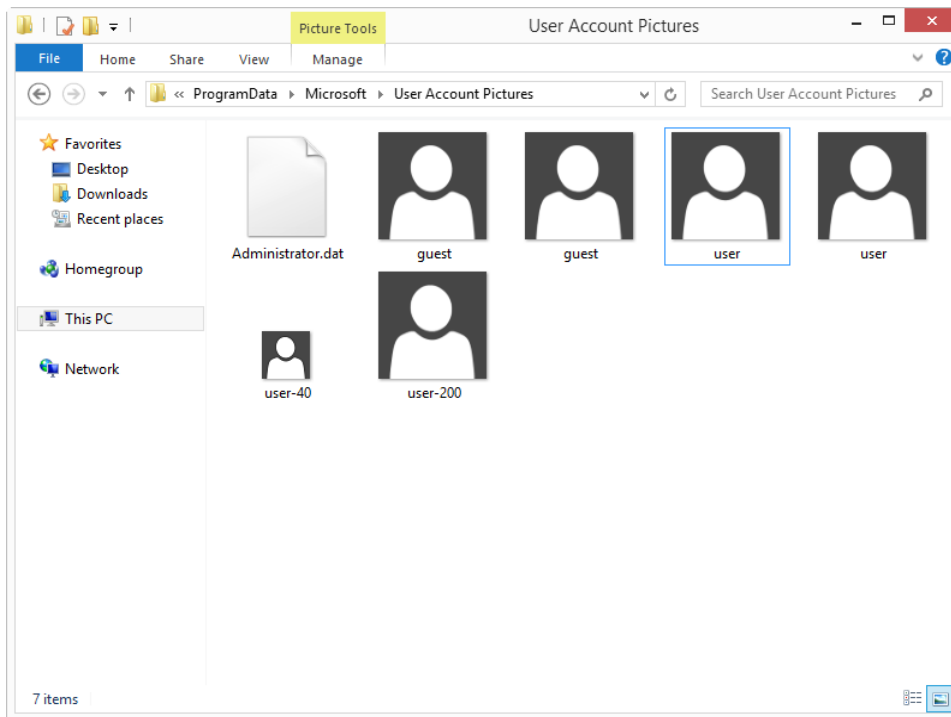 Picture Tools
User Account Pictures
File Home Share View Manage
« ProgramData Microsoft User Account Pictures
Search User Account Pictures
Favorites
Desktop
Downloads
Recent places
Homegroup
This PC
Network
Administrator.dat guest guest user user
user-40 user-200
7 items